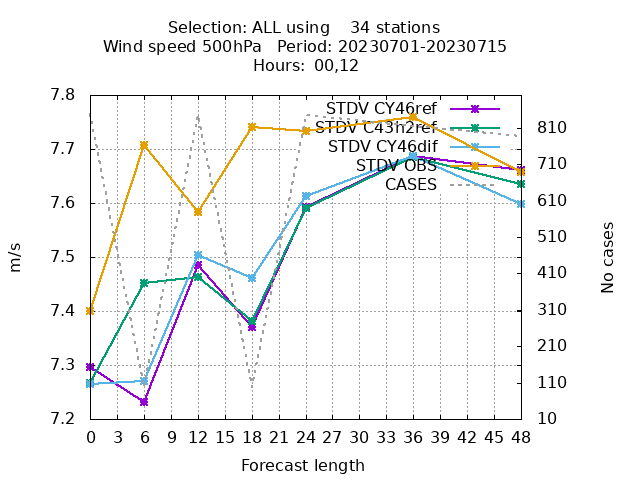 Selection: ALL using    34 stations
Wind speed 500hPa   Period: 20230701-20230715
Hours: 00,12
7.8
7.7
7.6
7.5
7.4
7.3
7.2
m/s
STDV CY46ref
STDV C43h2ref
STDV CY46dif
STDV OBS
CASES
810
710
610
510
410
310
210
110
10
No cases
0 3 6 9 12 15 18 21 24 27 30 33 36 39 42 45 48
Forecast length